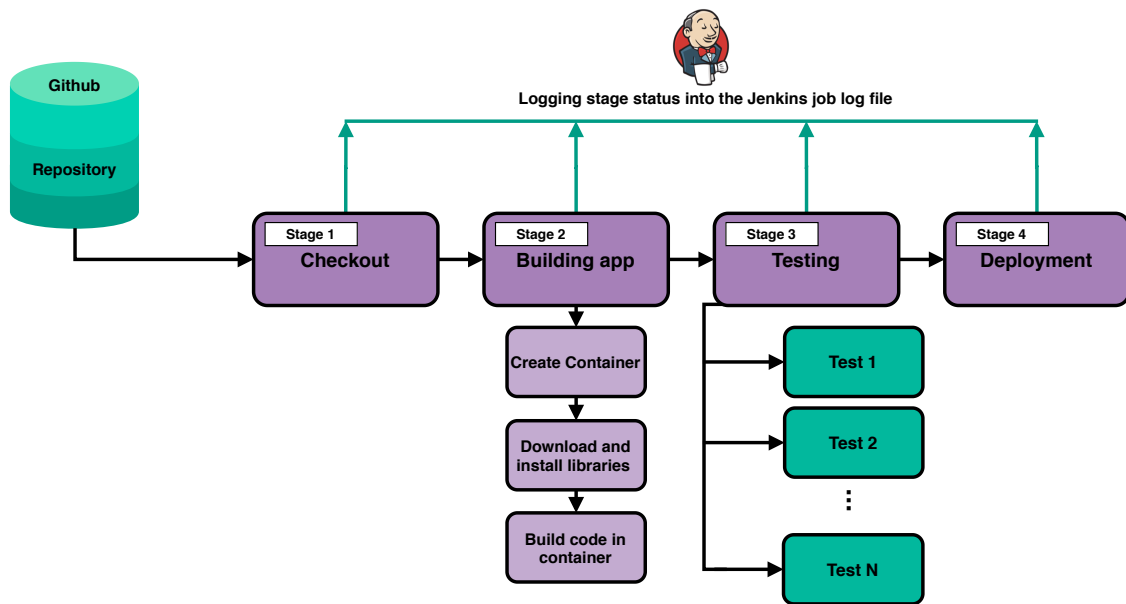 Github
Repository
Logging stage status into the Jenkins job log file
Stage 1
Checkout
Stage 2
Building app
Stage 3
Testing
Stage 4
Deployment
Create Container
Download and
install libraries
Build code in
container
Test 1
Test 2
...
Test N